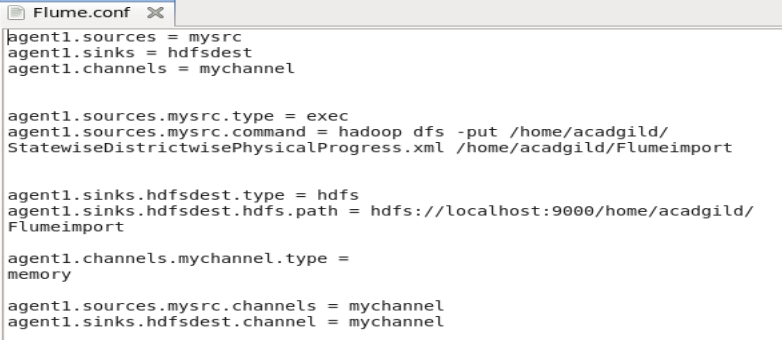 Flume.conf
agent1.sources = mysrc
agent1.sinks = hdfsdest
agent1.channels = mychannel
agent1.sources.mysrc.type = exec
agent1.sources.mysrc.command = hadoop dfs -put /home/acadgild/
StatewiseDistrictwisePhysicalProgress.xml /home/acadgild/Flumeimport
agent1.sinks.hdfsdest.type = hdfs
agent1.sinks.hdfsdest.hdfs.path = hdfs://localhost:9000/home/acadgild/
Flumeimport
agent1.channels.mychannel.type =
memory
agent1.sources.mysrc.channels = mychannel
agent1.sinks.hdfsdest.channel = mychannel